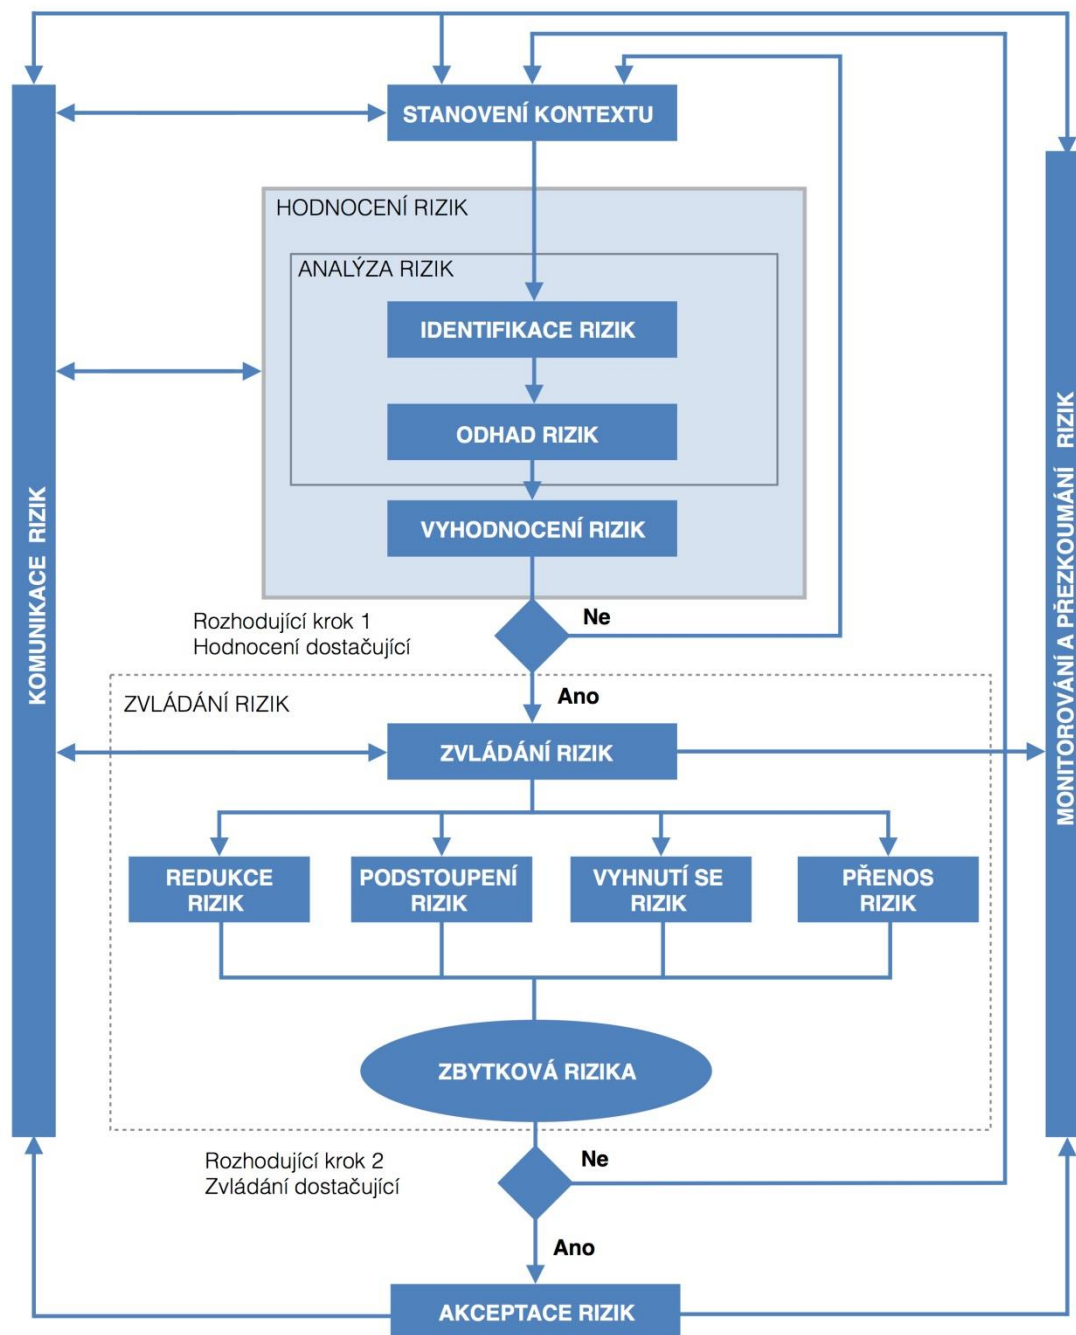 STANOVENÍ KONTEXTU
HODNOCENÍ RIZIK
ANALÝZA RIZIK
IDENTIFIKACE RIZIK
ODHAD RIZIK
VYHODNOCENÍ RIZIK
Rozhodující krok 1
Hodnocení dostačující
Ne
Ano
ZVLÁDÁNÍ RIZIK
ZVLÁDÁNÍ RIZIK
REDUKCE
RIZIK
PODSTOUPENÍ
RIZIK
VYHNUTÍ SE
RIZIK
PŘENOS
RIZIK
ZBYTKOVÁ RIZIKA
Rozhodující krok 2
Zvládání dostačující
Ne
Ano
AKCEPTACE RIZIK
KOMUNIKACE RIZIK
MONITOROVÁNÍ A PŘEZKOUMÁNÍ RIZIK